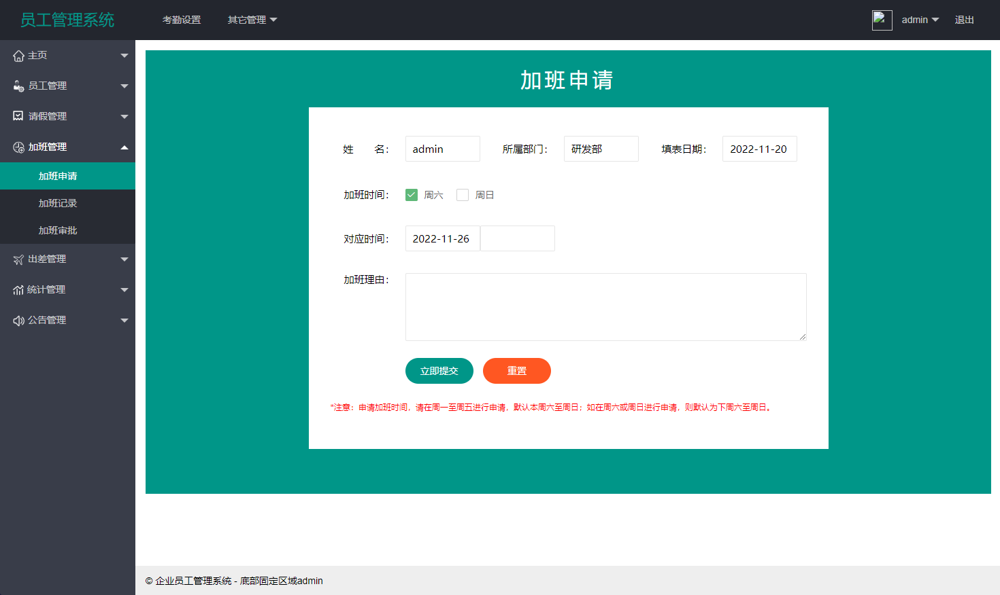 员工管理系统 考勤设置 其它管理 admin 退出
主页
员工管理
请假管理
加班管理
加班申请
加班记录
加班审批
出差管理
统计管理
公告管理
加班申请
姓 名： admin 所属部门： 研发部 填表日期： 2022-11-20
加班时间： 周六 周日
对应时间： 2022-11-26
加班理由：
立即提交 重置
*注意：申请加班时间，请在周一至周五进行申请，默认本周六至周日；如在周六或周日进行申请，则默认为下周六至周日。
© 企业员工管理系统 - 底部固定区域admin